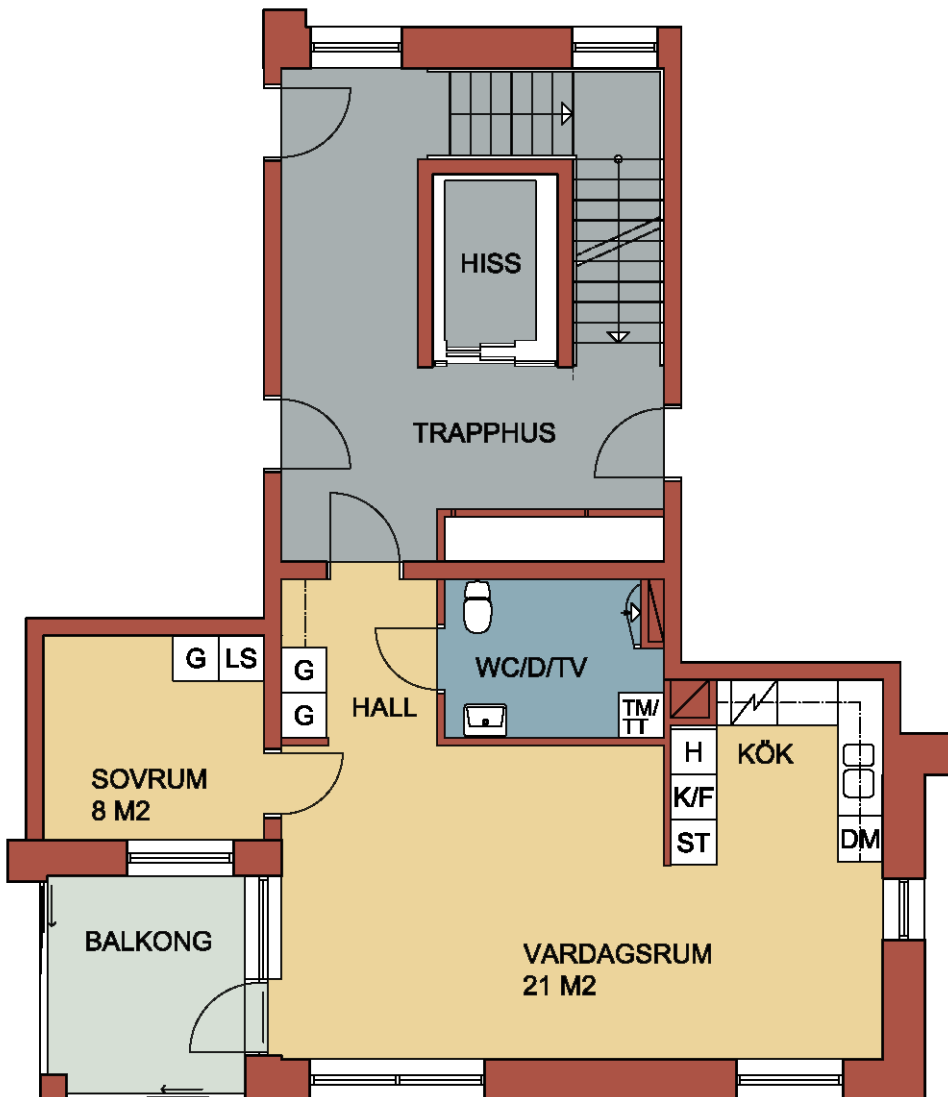 HISS
TRAPPHUS
G LS
G
G
HALL
WC/D/TV
TM/
TT
H
K/F
ST
KÖK
DM
SOVRUM
8 M2
BALKONG
VARDAGSRUM
21 M2